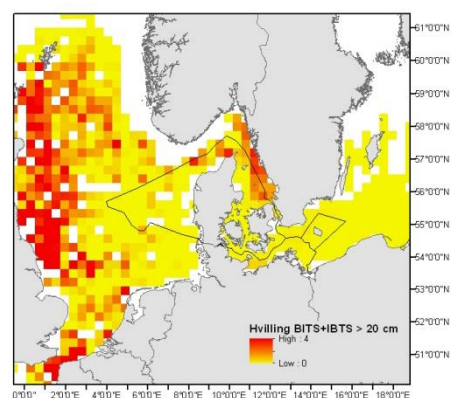 61°0'0"N
60°0'0"N
59°0'0"N
58°0'0"N
57°0'0"N
56°0'0"N
55°0'0"N
54°0'0"N
53°0'0"N
52°0'0"N
51°0'0"N
Hvilling BITS+IBTS > 20 cm
High : 4
Low : 0
0°0'0" 2°0'0"E 4°0'0"E 6°0'0"E 8°0'0"E 10°0'0"E 12°0'0"E 14°0'0"E 16°0'0"E 18°0'0"E